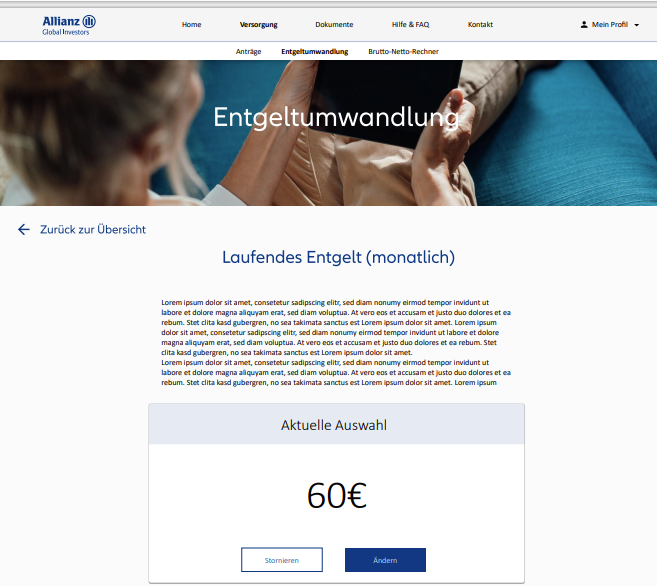 Allianz
Global Investors
Home Versorgung Dokumente Hilfe & FAQ Kontakt Mein Profil
Anträge Entgeltumwandlung Brutto-Netto-Rechner
Entgeltumwandlung
Zurück zur Übersicht
Laufendes Entgelt (monatlich)
Lorem ipsum dolor sit amet, consetetur sadipscing elitr, sed diam nonumy eirmod tempor invidunt ut
labore et dolore magna aliquyam erat, sed diam voluptua. At vero eos et accusam et justo duo dolores et ea
rebum. Stet clita kasd gubergren, no sea takimata sanctus est Lorem ipsum dolor sit amet. Lorem ipsum
dolor sit amet, consetetur sadipscing elitr, sed diam nonumy eirmod tempor invidunt ut labore et dolore
magna aliquyam erat, sed diam voluptua. At vero eos et accusam et justo duo dolores et ea rebum. Stet
clita kasd gubergren, no sea takimata sanctus est Lorem ipsum dolor sit amet.
Lorem ipsum dolor sit amet, consetetur sadipscing elitr, sed diam nonumy eirmod tempor invidunt ut
labore et dolore magna aliquyam erat, sed diam voluptua. At vero eos et accusam et justo duo dolores et ea
rebum. Stet clita kasd gubergren, no sea takimata sanctus est Lorem ipsum dolor sit amet. Lorem ipsum
Aktuelle Auswahl
60€
Stornieren Ändern